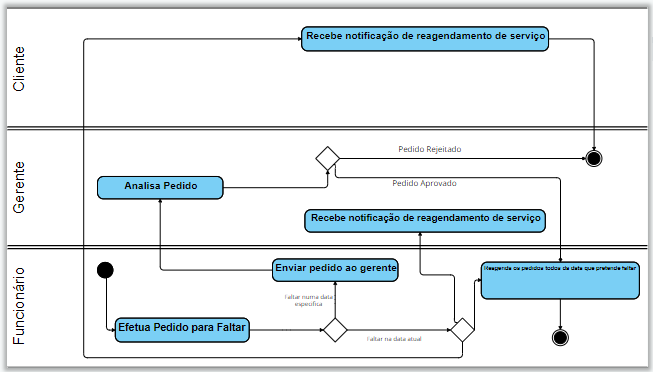 Cliente
Recebe notificação de reagendamento de serviço
Gerente
Pedido Rejeitado
Analisa Pedido
Pedido Aprovado
Recebe notificação de reagendamento de serviço
Funcionário
Enviar pedido ao gerente
Reagenda os pedidos todos da data que pretende faltar
Faltar numa data
especifica
Efetua Pedido para Faltar
Faltar na data atual